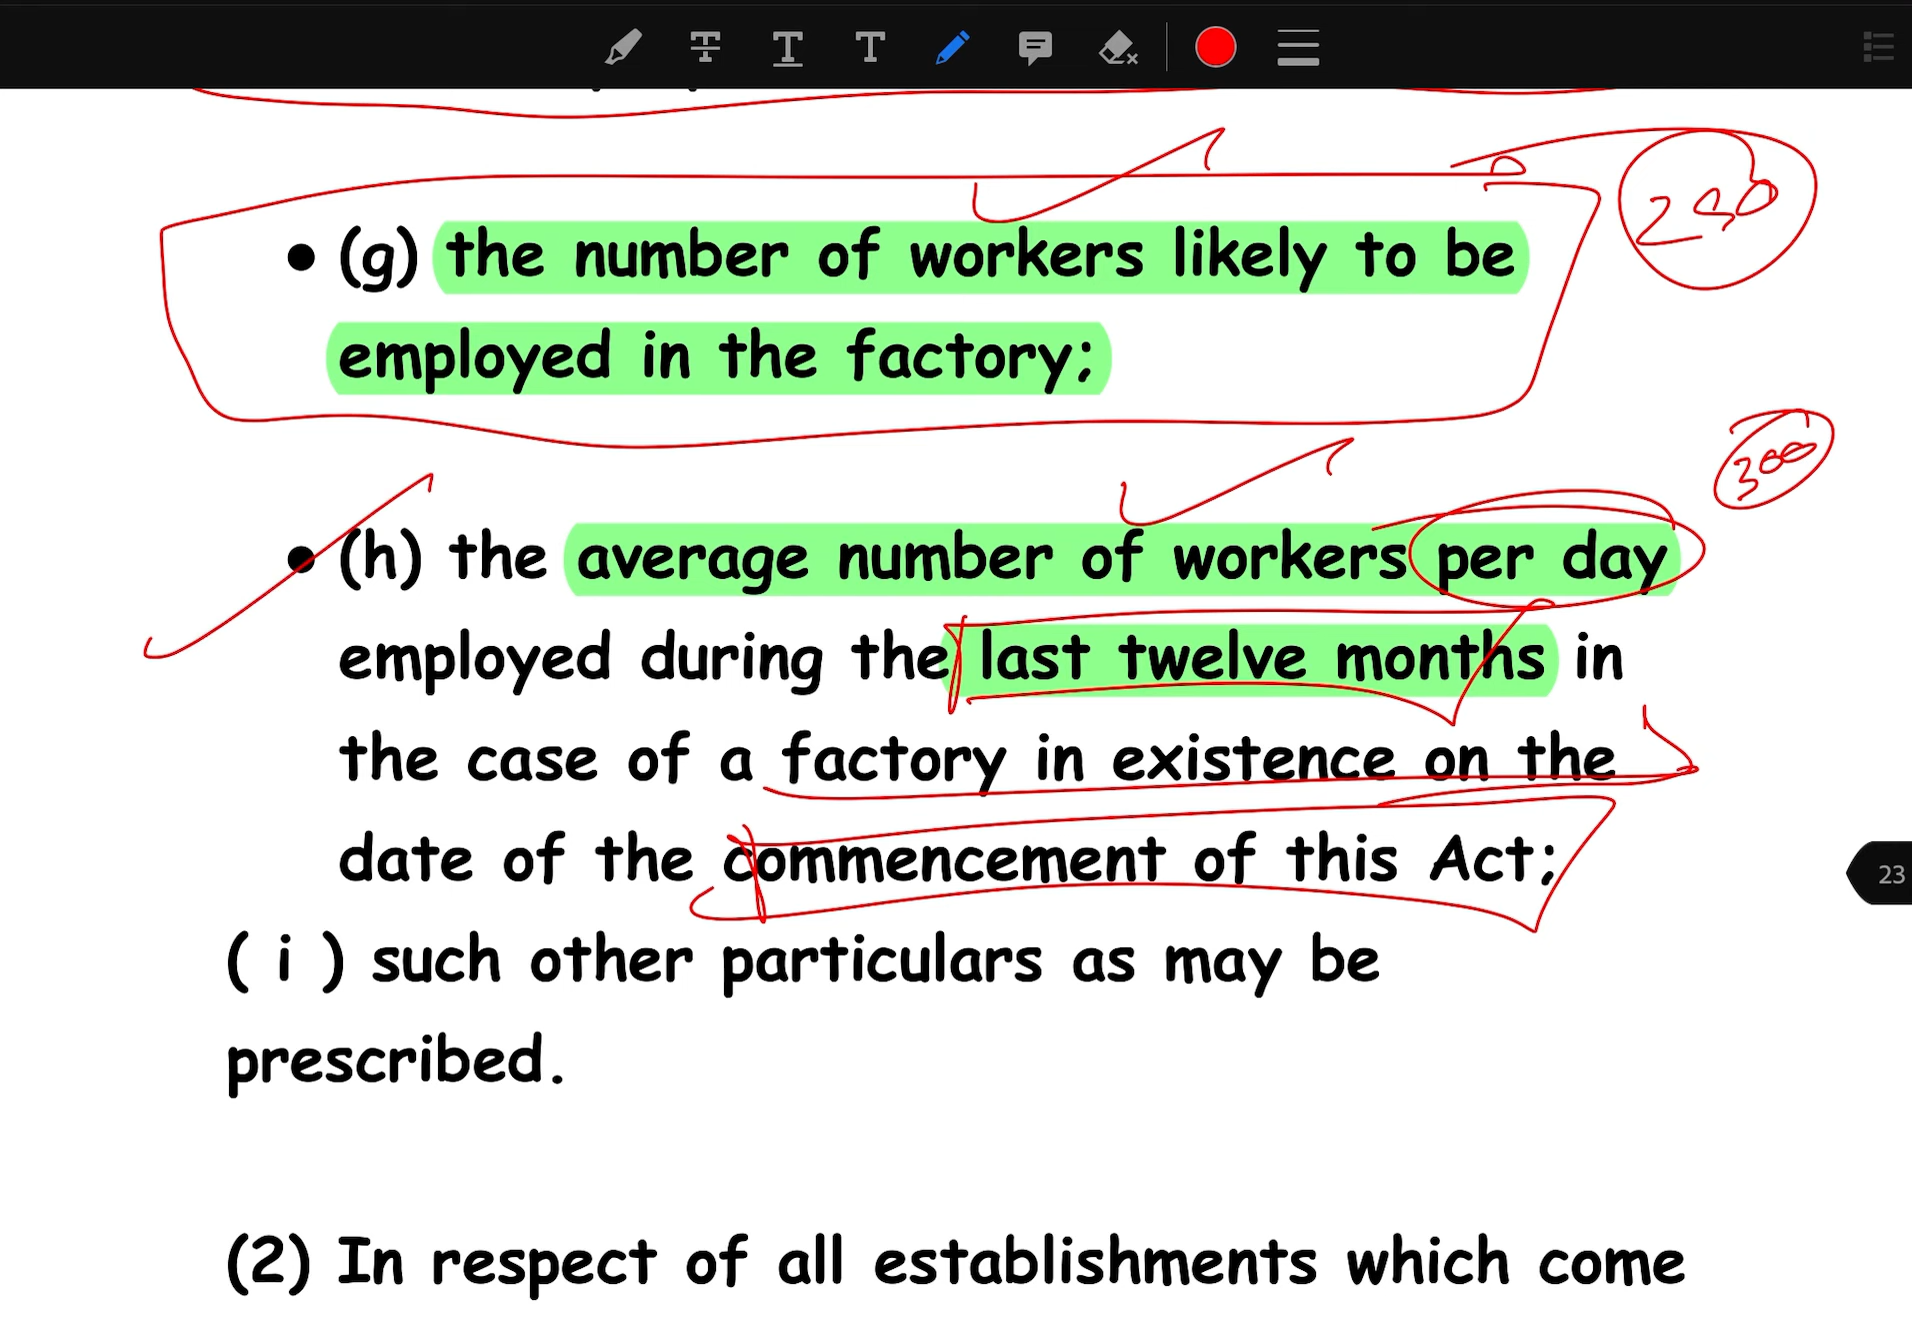 250
• (g) the number of workers likely to be
employed in the factory;
300
• (h) the average number of workers per day
employed during the last twelve months in
the case of a factory in existence on the
date of the commencement of this Act;
( i ) such other particulars as may be
prescribed.
23
(2) In respect of all establishments which come